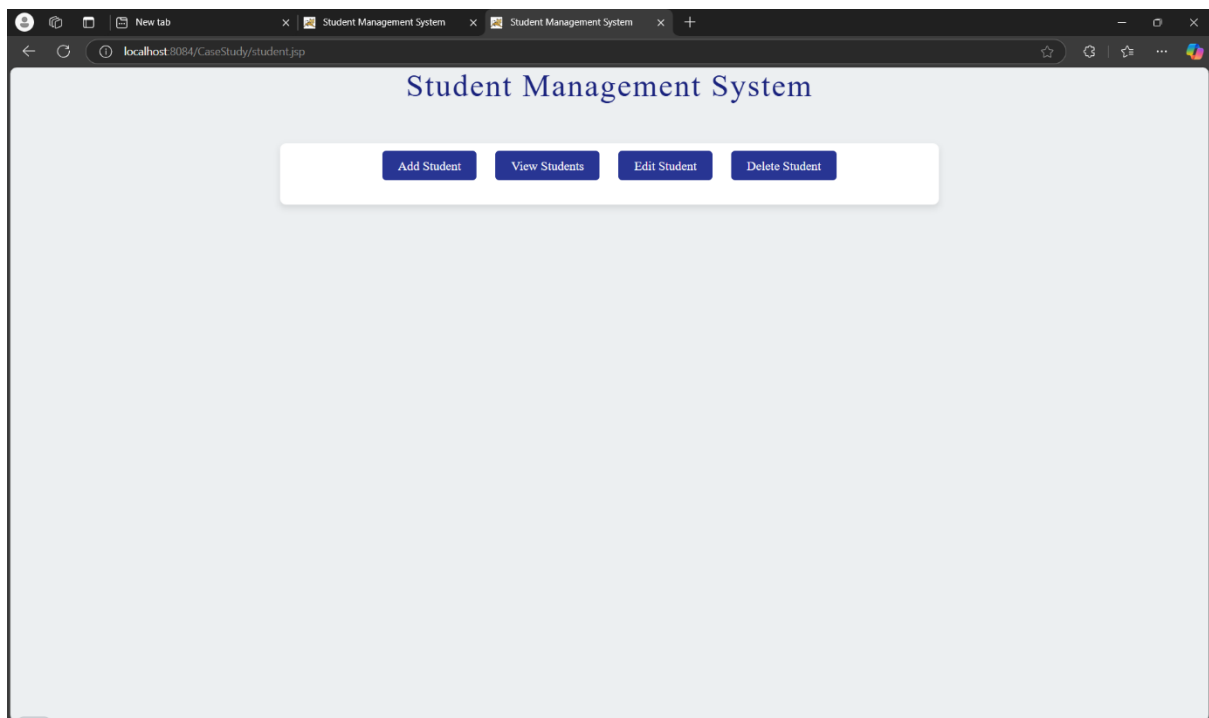 New tab
Student Management System
Student Management System
localhost:8084/CaseStudy/student.jsp
Student Management System
Add Student View Students Edit Student Delete Student